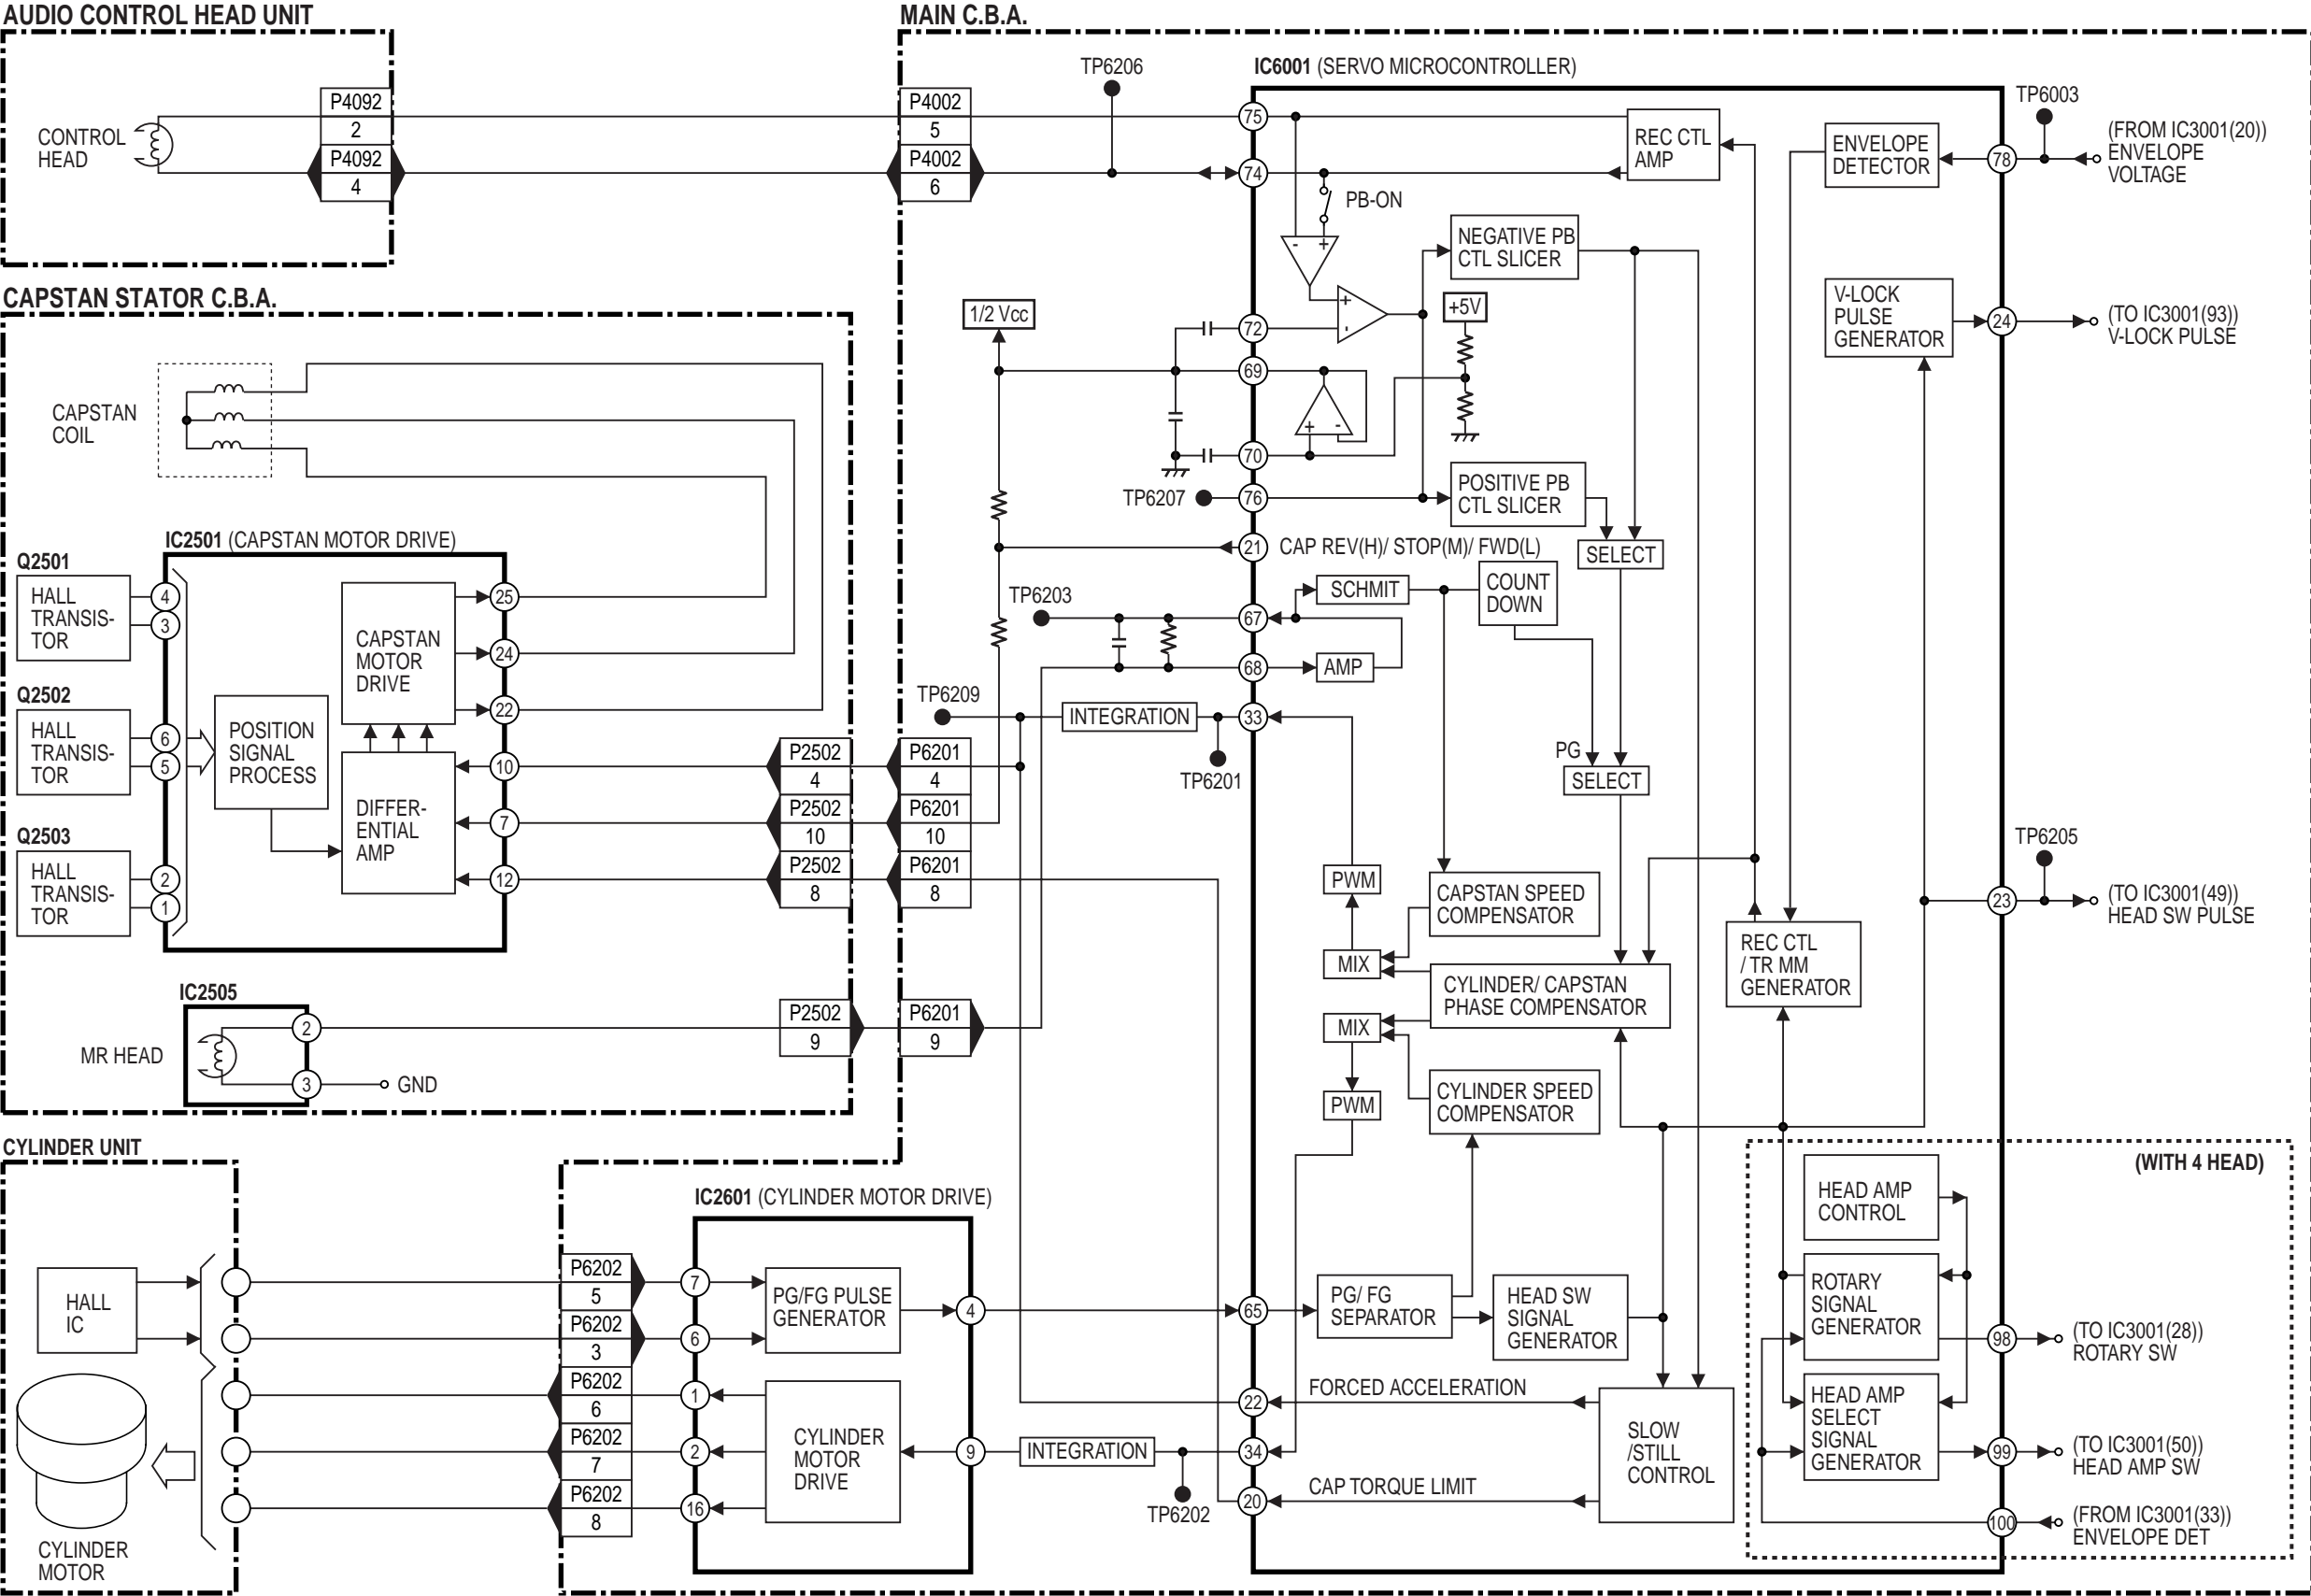 AUDIO CONTROL HEAD UNIT
CONTROL
HEAD
P4092
2
P4092
4
MAIN C.B.A.
P4002
5
P4002
6
TP6206
IC6001 (SERVO MICROCONTROLLER)
75
74
REC CTL
AMP
PB-ON
-
+
ENVELOPE
DETECTOR
78
TP6003
(FROM IC3001(20))
ENVELOPE
VOLTAGE
NEGATIVE PB
CTL SLICER
+5V
+
-
V-LOCK
PULSE
GENERATOR
24
(TO IC3001(93))
V-LOCK PULSE
1/2 Vcc
72
69
+
-
70
TP6207
76
POSITIVE PB
CTL SLICER
21
CAP REV(H)/ STOP(M)/ FWD(L)
SELECT
SCHMIT
COUNT
DOWN
TP6203
67
68
AMP
TP6209
INTEGRATION
33
TP6201
PG
SELECT
CAPSTAN STATOR C.B.A.
CAPSTAN
COIL
IC2501 (CAPSTAN MOTOR DRIVE)
Q2501
HALL
TRANSIS-
TOR
4
3
Q2502
HALL
TRANSIS-
TOR
6
5
Q2503
HALL
TRANSIS-
TOR
2
1
POSITION
SIGNAL
PROCESS
CAPSTAN
MOTOR
DRIVE
DIFFER-
ENTIAL
AMP
25
24
22
10
7
12
P2502
4
P2502
10
P2502
8
P6201
4
P6201
10
P6201
8
IC2505
MR HEAD
2
3
GND
P2502
9
P6201
9
PWM
CAPSTAN SPEED
COMPENSATOR
MIX
CYLINDER/ CAPSTAN
PHASE COMPENSATOR
MIX
PWM
CYLINDER SPEED
COMPENSATOR
REC CTL
/ TR MM
GENERATOR
TP6205
23
(TO IC3001(49))
HEAD SW PULSE
CYLINDER UNIT
HALL
IC
CYLINDER
MOTOR
P6202
5
P6202
3
P6202
6
P6202
7
P6202
8
IC2601 (CYLINDER MOTOR DRIVE)
7
6
1
2
16
PG/FG PULSE
GENERATOR
CYLINDER
MOTOR
DRIVE
4
9
INTEGRATION
TP6202
65
22
34
20
PG/ FG
SEPARATOR
HEAD SW
SIGNAL
GENERATOR
FORCED ACCELERATION
CAP TORQUE LIMIT
SLOW
/STILL
CONTROL
(WITH 4 HEAD)
HEAD AMP
CONTROL
ROTARY
SIGNAL
GENERATOR
HEAD AMP
SELECT
SIGNAL
GENERATOR
98
(TO IC3001(28))
ROTARY SW
99
(TO IC3001(50))
HEAD AMP SW
100
(FROM IC3001(33))
ENVELOPE DET